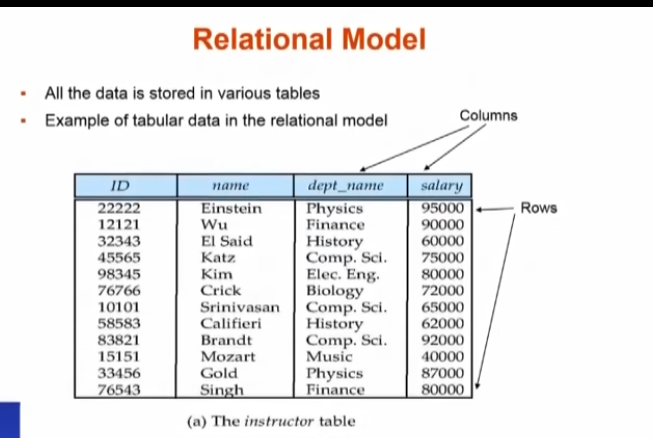 Relational Model
All the data is stored in various tables
Example of tabular data in the relational model
Columns
ID name dept_name salary
22222 Einstein Physics 95000
Rows
12121 Wu Finance 90000
32343 El Said History 60000
45565 Katz Comp. Sci. 75000
98345 Kim Elec. Eng. 80000
76766 Crick Biology 72000
10101 Srinivasan Comp. Sci. 65000
58583 Califieri History 62000
83821 Brandt Comp. Sci. 92000
15151 Mozart Music 40000
33456 Gold Physics 87000
76543 Singh Finance 80000
(a) The instructor table